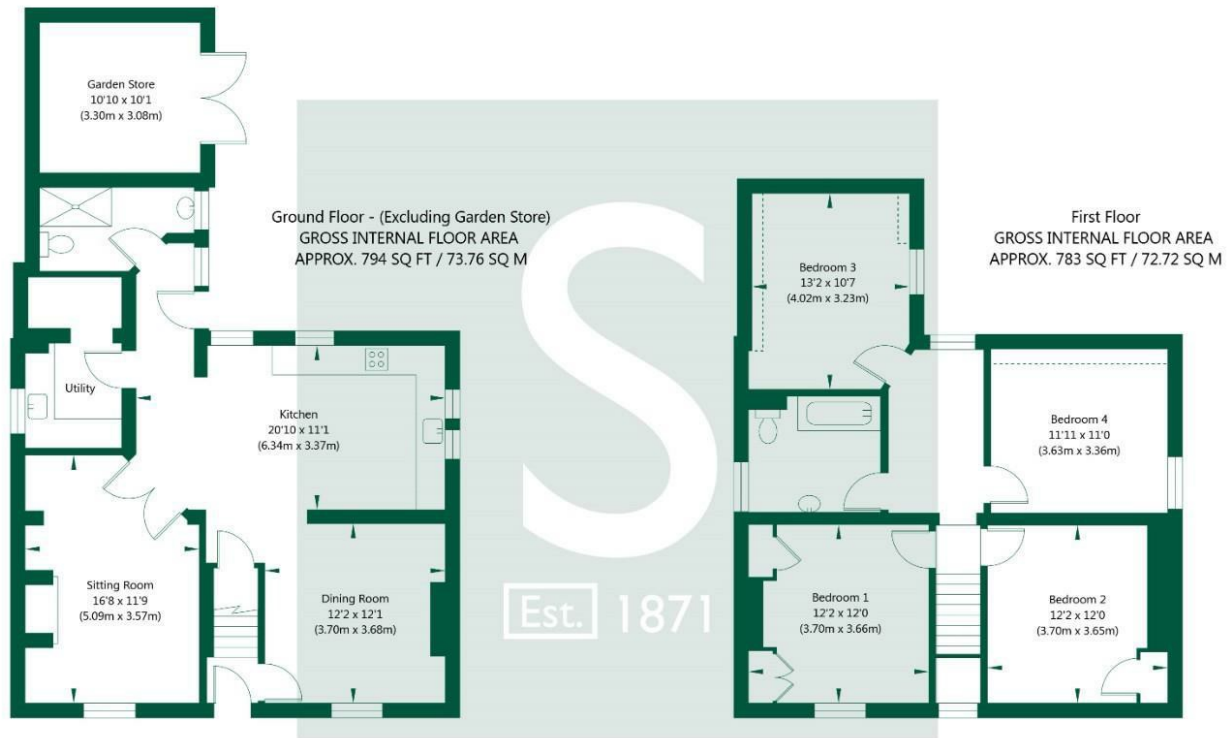 Garden Store
10'10 x 10'1
(3.30m x 3.08m)
Ground Floor - (Excluding Garden Store)
GROSS INTERNAL FLOOR AREA
APPROX. 794 SQ FT / 73.76 SQ M
Utility
Kitchen
20'10 x 11'1
(6.34m x 3.37m)
Sitting Room
16'8 x 11'9
(5.09m x 3.57m)
Dining Room
12'2 x 12'1
(3.70m x 3.68m)
S
Est. 1871
First Floor
GROSS INTERNAL FLOOR AREA
APPROX. 783 SQ FT / 72.72 SQ M
Bedroom 3
13'2 x 10'7
(4.02m x 3.23m)
Bedroom 4
11'11 x 11'0
(3.63m x 3.36m)
Bedroom 1
12'2 x 12'0
(3.70m x 3.66m)
Bedroom 2
12'2 x 12'0
(3.70m x 3.65m)